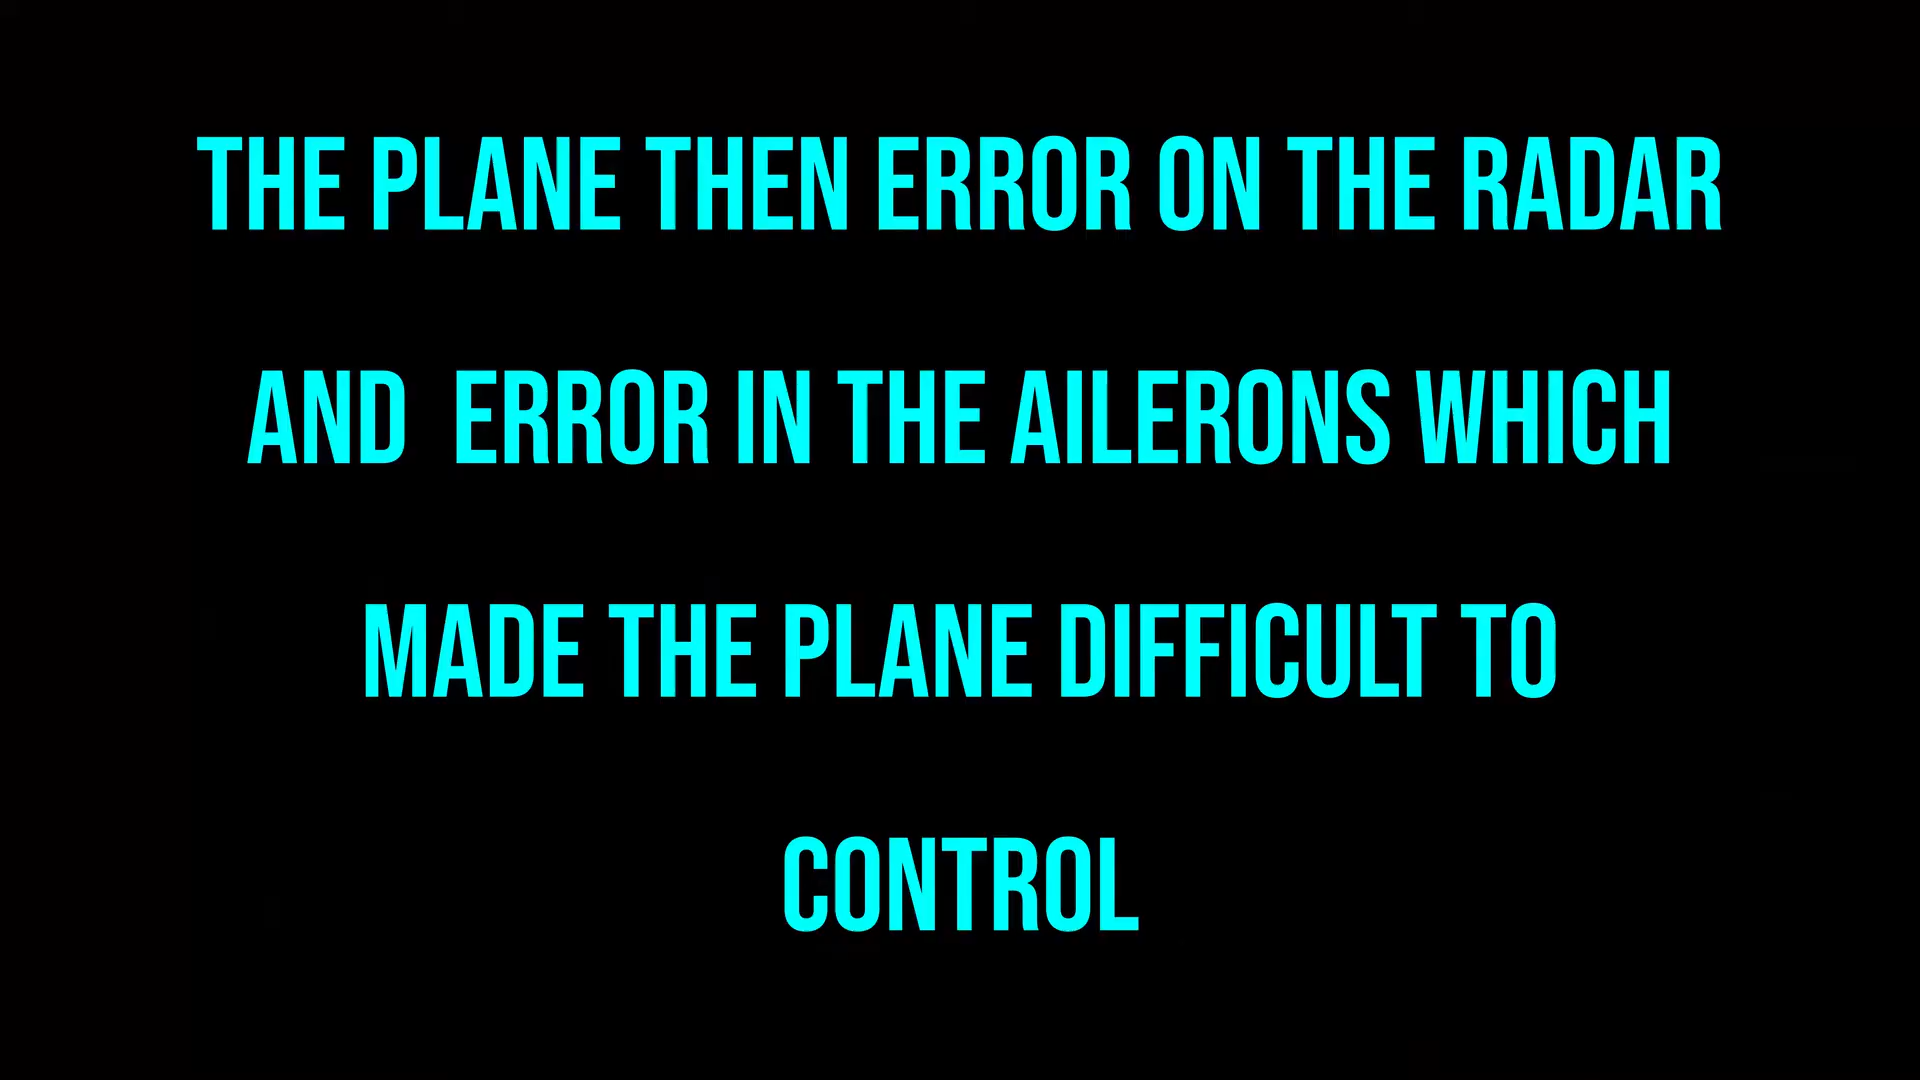 THE PLANE THEN ERROR ON THE RADAR
AND  ERROR IN THE AILERONS WHICH
MADE THE PLANE DIFFICULT TO
CONTROL